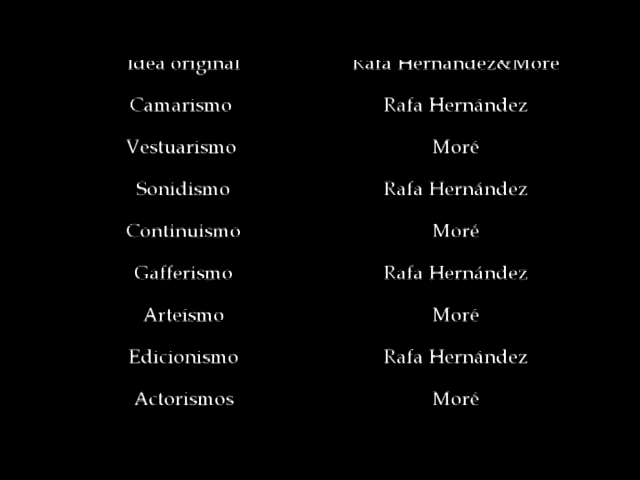 Idea original Rafa Hernández&Moré
Camarismo Rafa Hernández
Vestuarismo Moré
Sonidismo Rafa Hernández
Continuismo Moré
Gafferismo Rafa Hernández
Arteísmo Moré
Edicionismo Rafa Hernández
Actorismos Moré